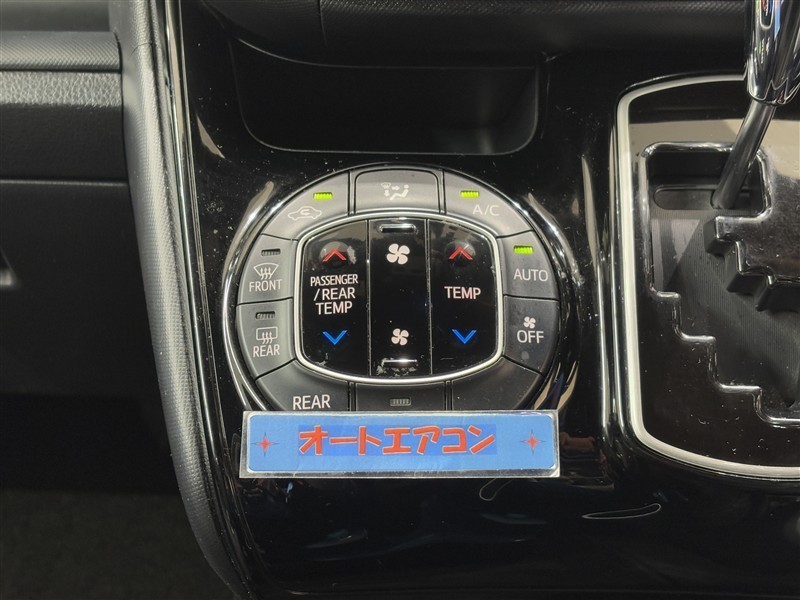 A/C
FRONT
AUTO
PASSENGER
/REAR
TEMP
TEMP
REAR
OFF
REAR
オートエアコン